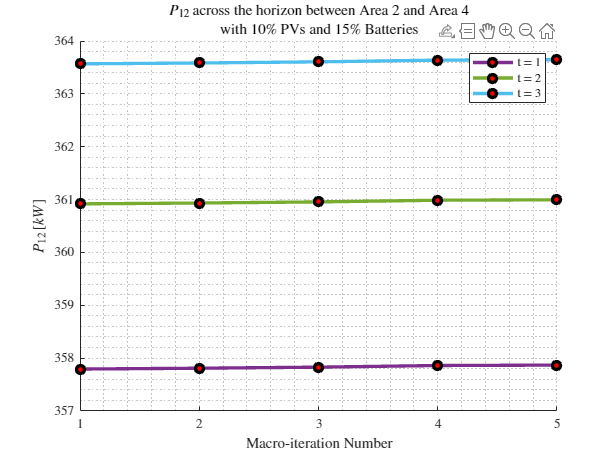 P₁₂ across the horizon between Area 2 and Area 4
with 10% PVs and 15% Batteries
t = 1
t = 2
t = 3
364
363
362
361
360
359
358
357
P₁₂ [kW]
1 2 3 4 5
Macro-iteration Number